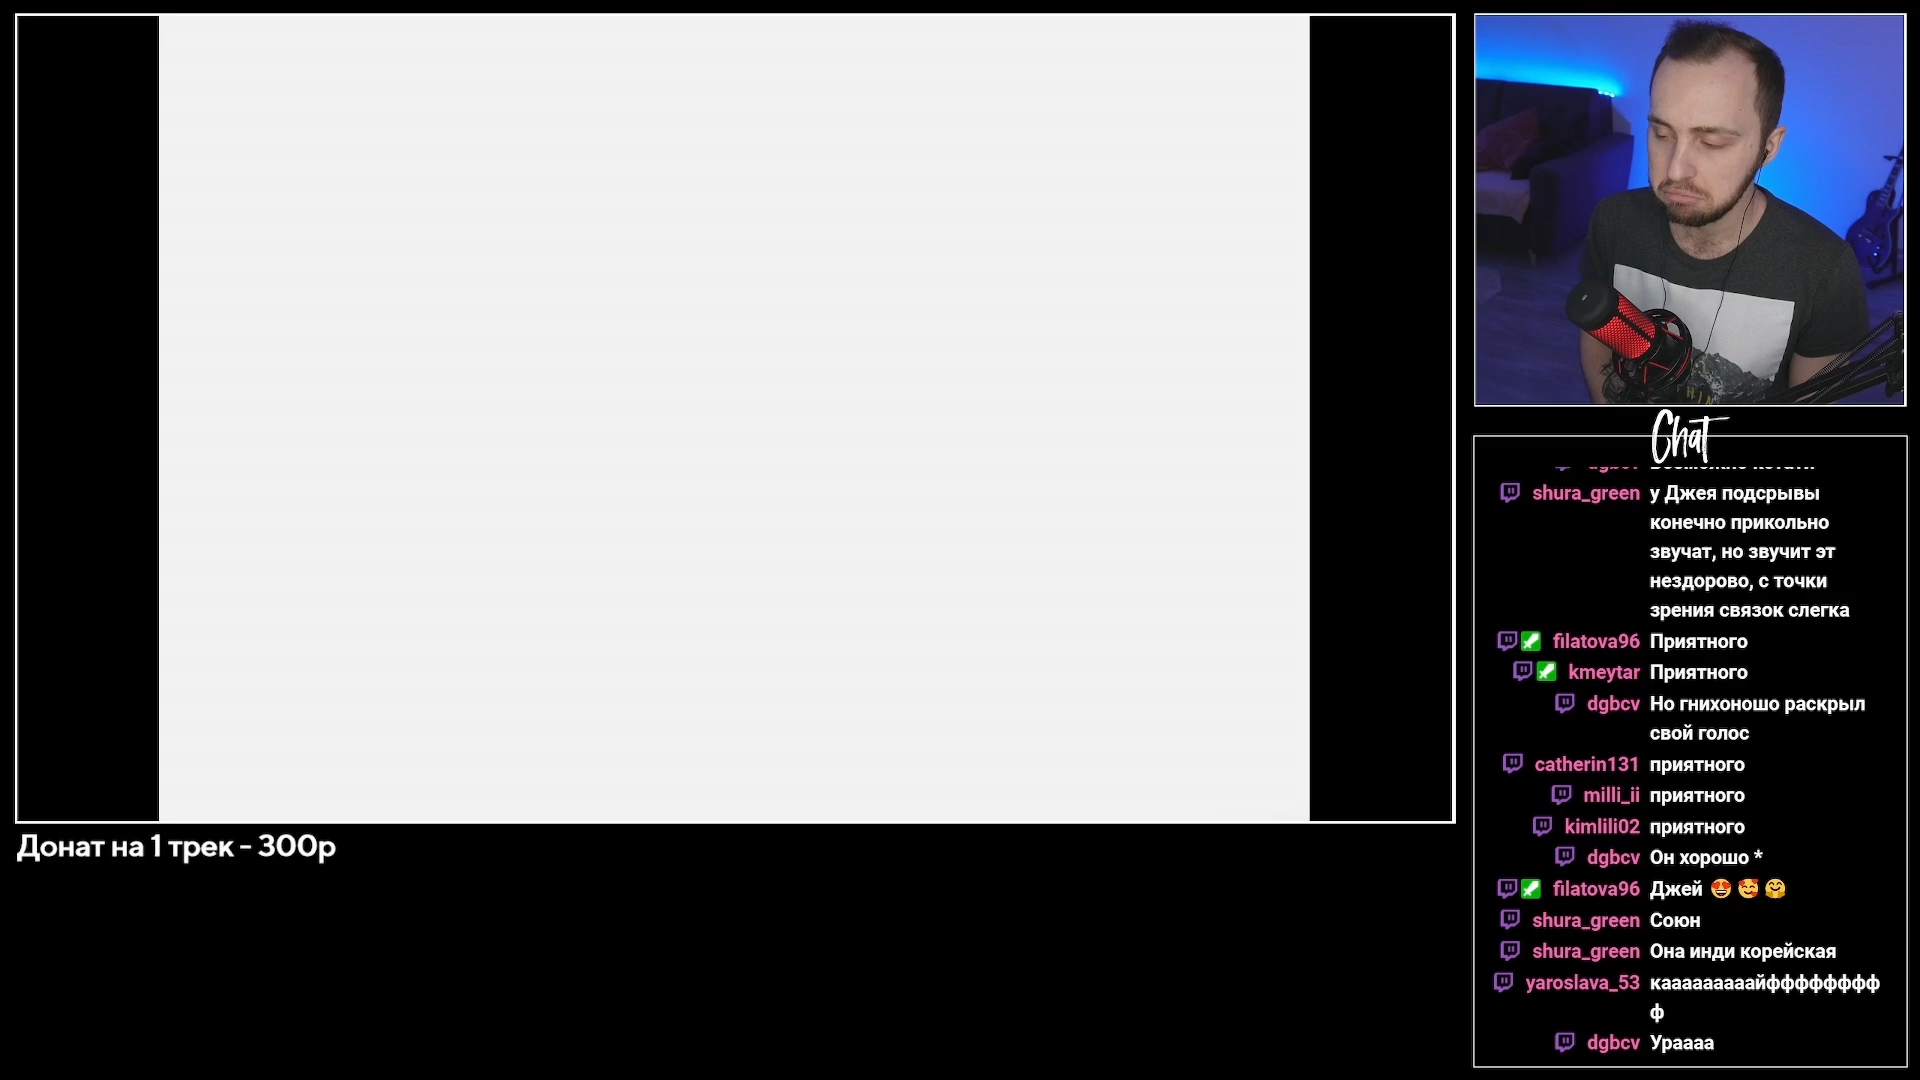 Донат на 1 трек - 300р
Chat
shura_green у Джея подсрывы
конечно прикольно
звучат, но звучит эт
нездорово, с точки
зрения связок слегка
filatova96 Приятного
kmeytar Приятного
dgbcv Но гнихоношо раскрыл
свой голос
catherin131 приятного
milli_ii приятного
kimlili02 приятного
dgbcv Он хорошо *
filatova96 Джей 😍 🥰 🤗
shura_green Союн
shura_green Она инди корейская
yaroslava_53 каааааааааайфффффффф
ф
dgbcv Ураааа